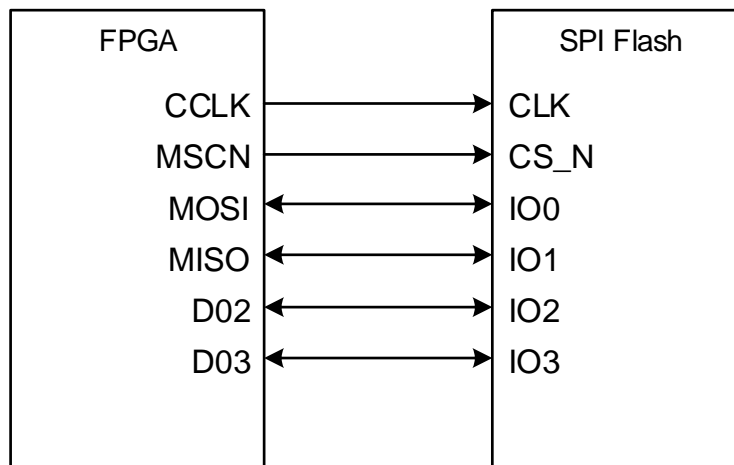 FPGA
SPI Flash
CCLK
CLK
MSCN
CS_N
MOSI
IO0
MISO
IO1
D02
IO2
D03
IO3